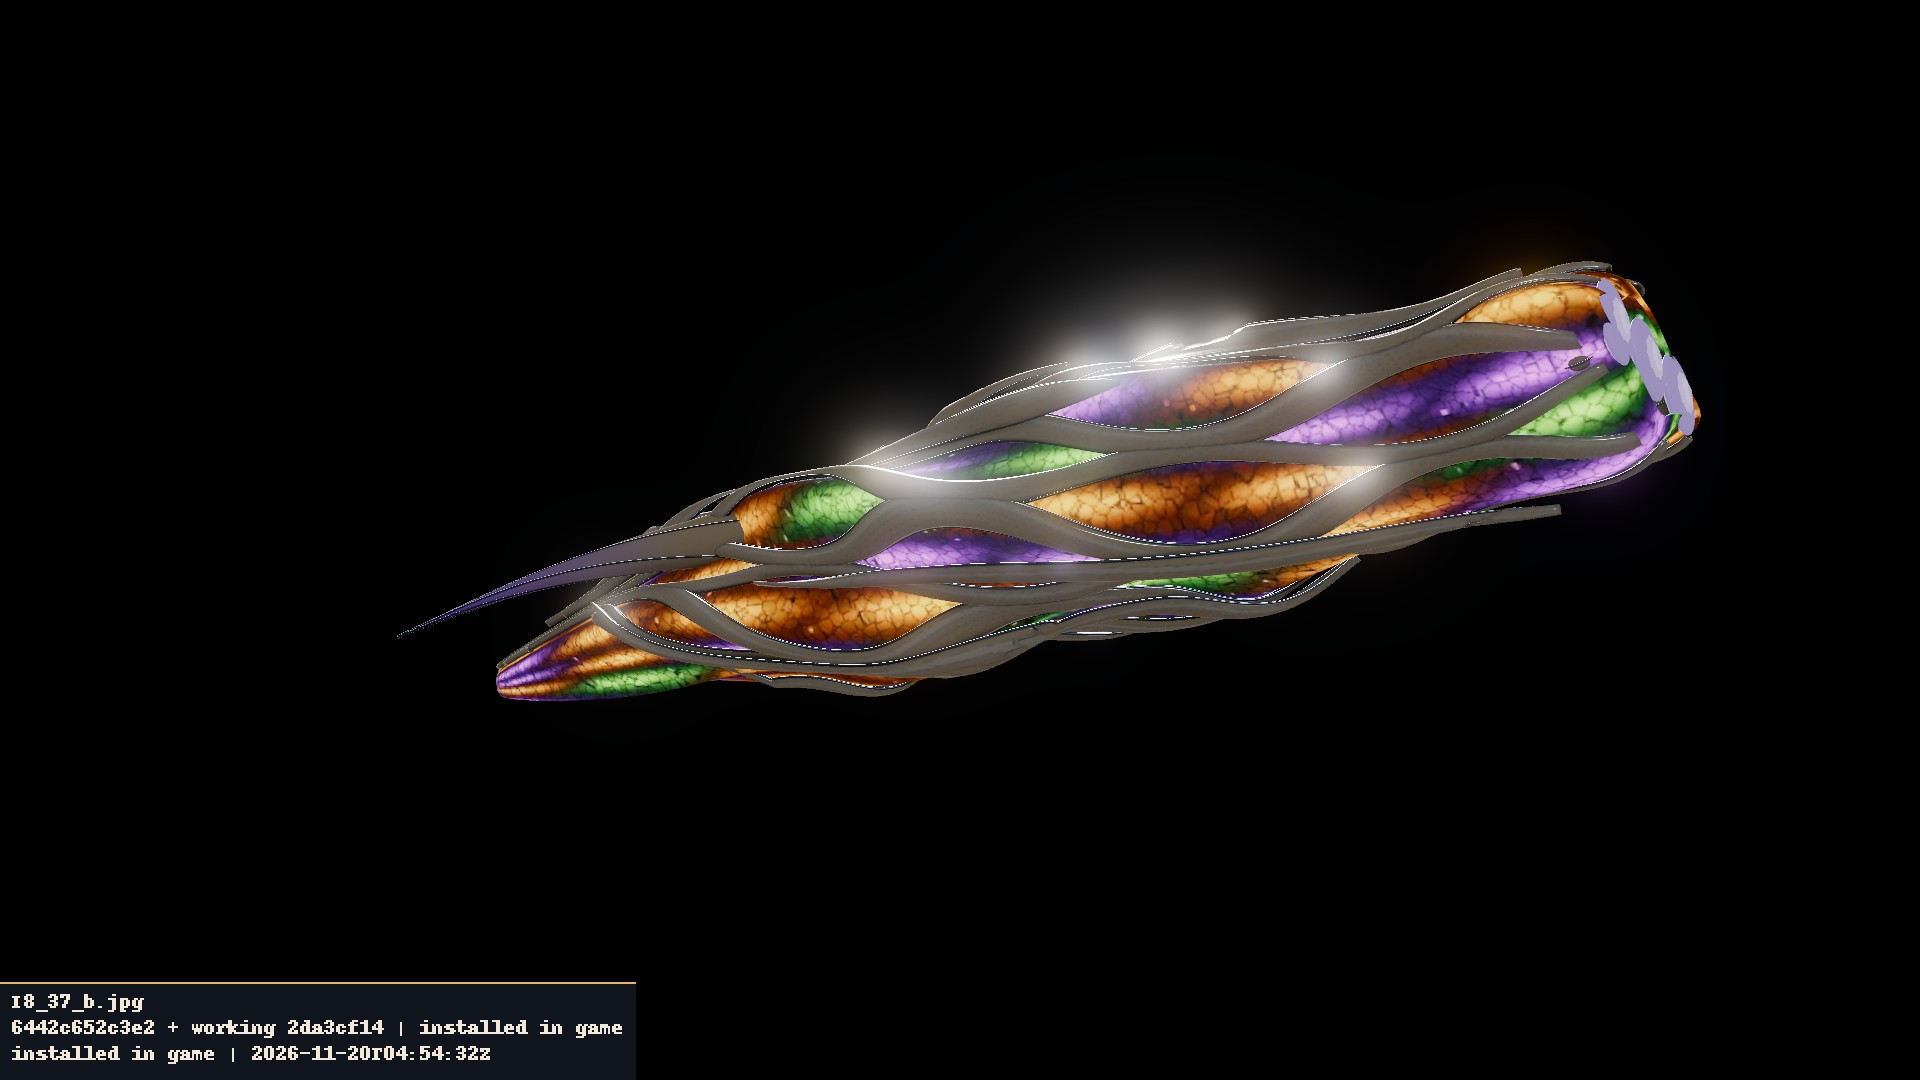 I8_37_b.jpg
6442c652c3e2 + working 2da3cf14 | installed in game
installed in game | 2026-11-20T04:54:32Z